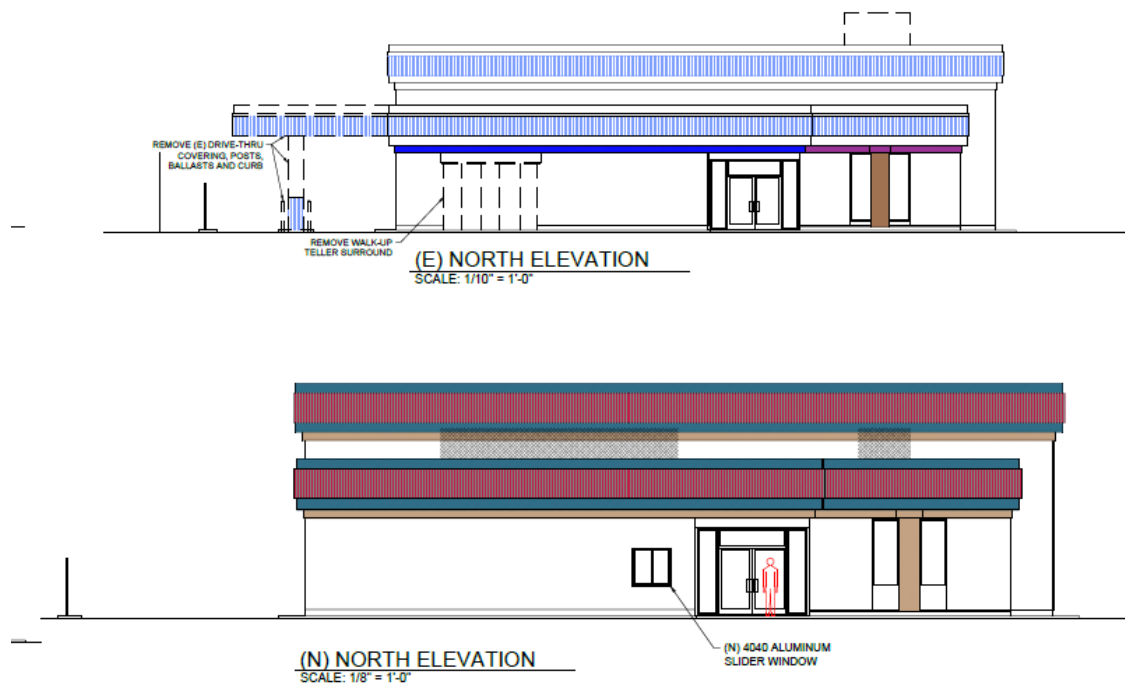 REMOVE (E) DRIVE-THRU
COVERING, POSTS,
BALLASTS AND CURB
REMOVE WALK-UP
TELLER SURROUND
(E) NORTH ELEVATION
SCALE: 1/10" = 1'-0"
(N) 4040 ALUMINUM
SLIDER WINDOW
(N) NORTH ELEVATION
SCALE: 1/8" = 1'-0"